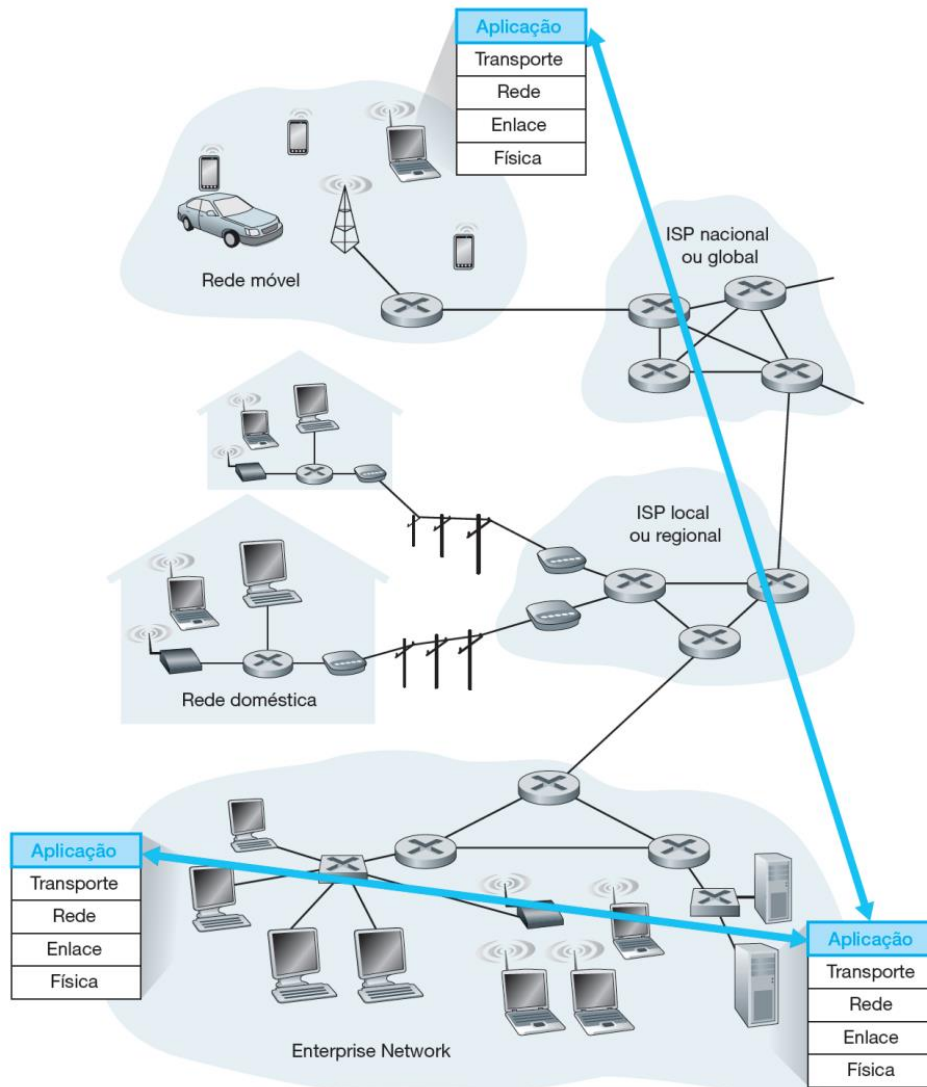 Aplicação
Transporte
Rede
Enlace
Física
Rede móvel
ISP nacional
ou global
ISP local
ou regional
Rede doméstica
Aplicação
Transporte
Rede
Enlace
Física
Enterprise Network
Aplicação
Transporte
Rede
Enlace
Física